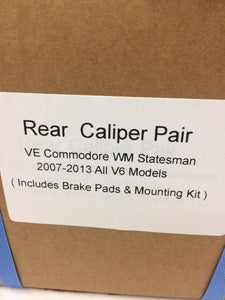 Rear Caliper Pair
VE Commodore WM Statesman
2007-2013 All V6 Models
( Includes Brake Pads & Mounting Kit )